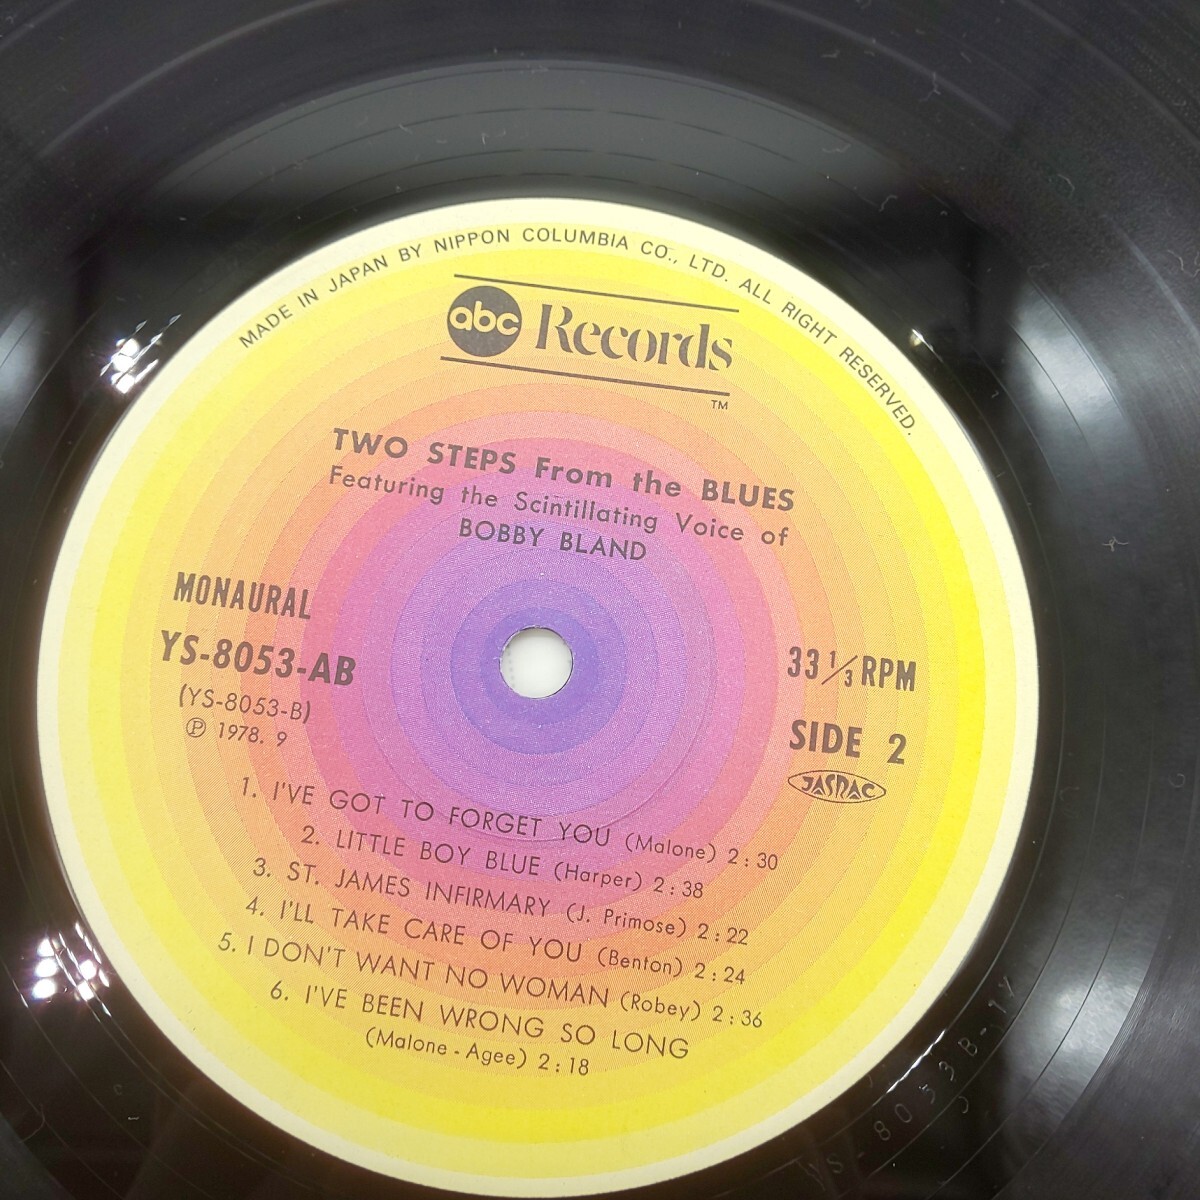 MADE IN JAPAN BY NIPPON COLUMBIA CO., LTD. ALL RIGHT RESERVED.
abc Records
TM
TWO STEPS From the BLUES
Featuring the Scintillating Voice of
BOBBY BLAND
MONAURAL
YS-8053-AB
(YS-8053-B)
Ⓟ 1978. 9
33 1/3 RPM
SIDE 2
JASRAC
1. I'VE GOT TO FORGET YOU (Malone) 2:30
2. LITTLE BOY BLUE (Harper) 2:38
3. ST. JAMES INFIRMARY (J. Primose) 2:22
4. I'LL TAKE CARE OF YOU (Benton) 2:24
5. I DON'T WANT NO WOMAN (Robey) 2:36
6. I'VE BEEN WRONG SO LONG
(Malone - Agee) 2:18